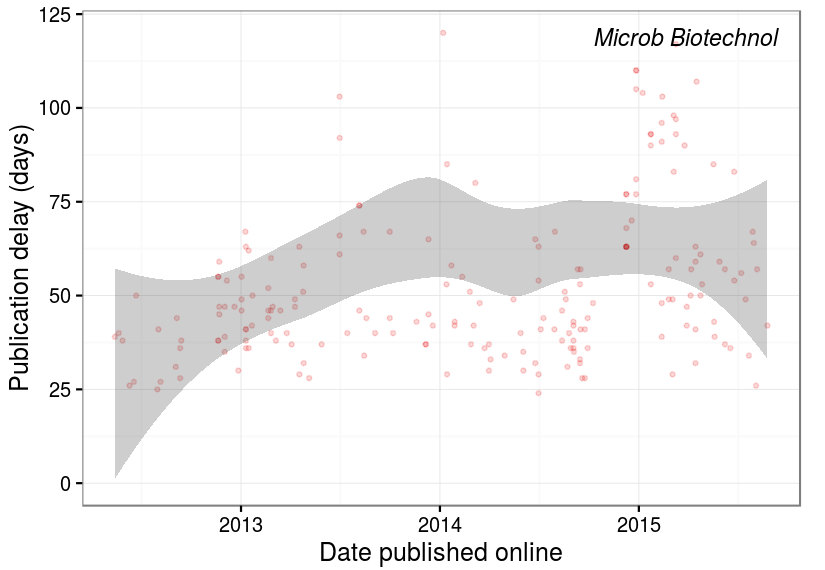 Microb Biotechnol
125
100
75
50
25
0
Publication delay (days)
2013 2014 2015
Date published online